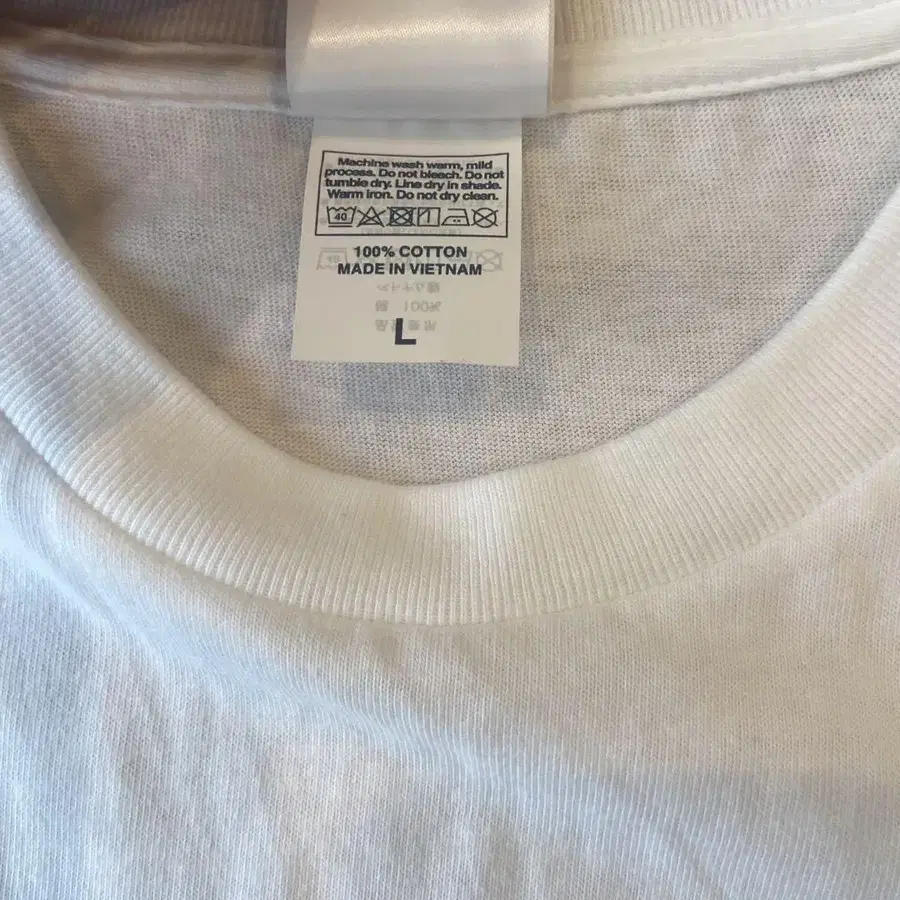 Machine wash warm, mild
process. Do not bleach. Do not
tumble dry. Line dry in shade.
Warm iron. Do not dry clean.
40
100% COTTON
MADE IN VIETNAM
L